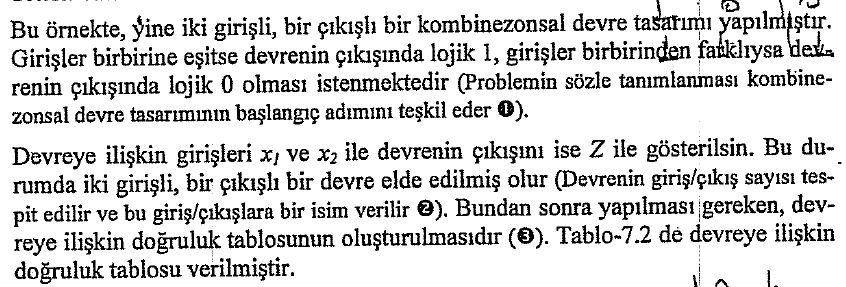 Bu örnekte, yine iki girişli, bir çıkışlı bir kombinezonsal devre tasarımı yapılmıştır.
Girişler birbirine eşitse devrenin çıkışında lojik 1, girişler birbirinden farklıysa dev-
renin çıkışında lojik 0 olması istenmektedir (Problemin sözle tanımlanması kombine-
zonsal devre tasarımının başlangıç adımını teşkil eder ❶).
Devreye ilişkin girişleri x₁ ve x₂ ile devrenin çıkışını ise Z ile gösterilsin. Bu du-
rumda iki girişli, bir çıkışlı bir devre elde edilmiş olur (Devrenin giriş/çıkış sayısı tes-
pit edilir ve bu giriş/çıkışlara bir isim verilir ❷). Bundan sonra yapılması gereken, dev-
reye ilişkin doğruluk tablosunun oluşturulmasıdır (❸). Tablo-7.2 de devreye ilişkin
doğruluk tablosu verilmiştir.